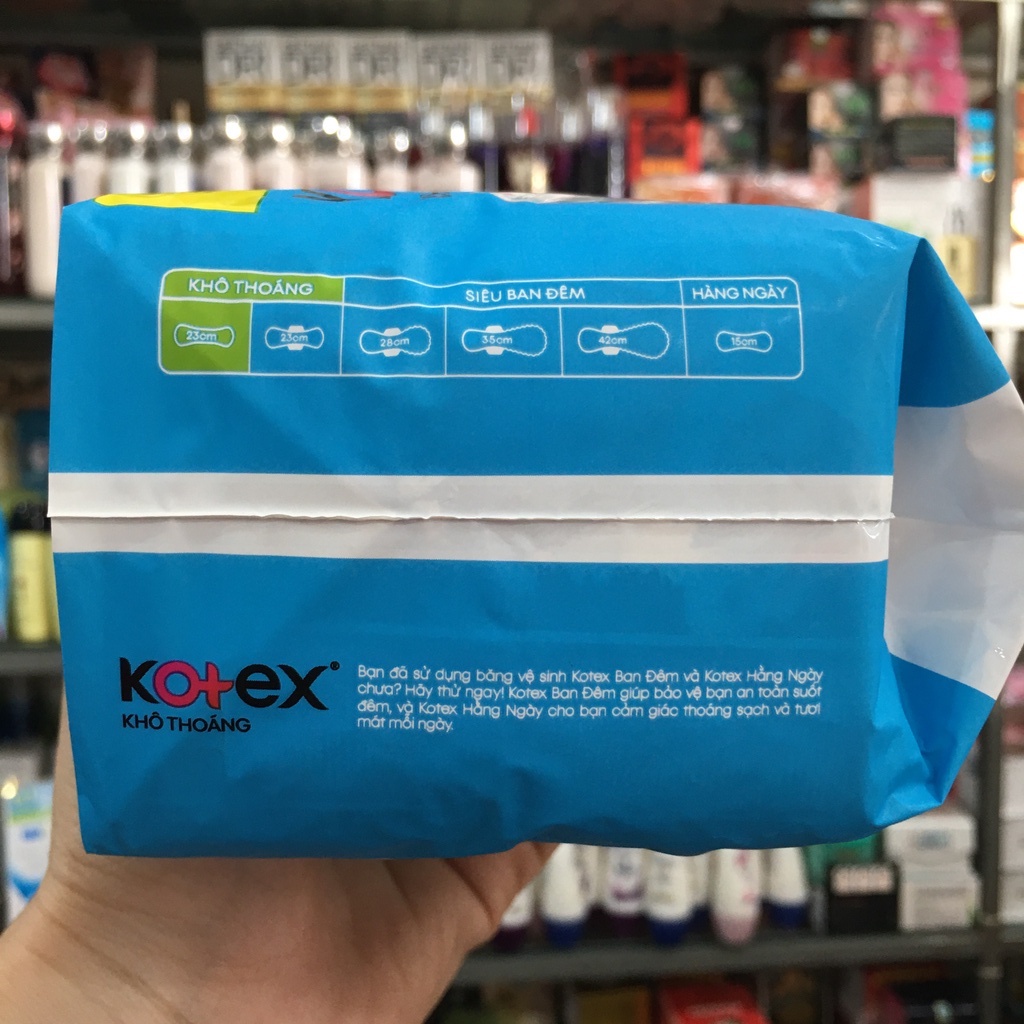 KHÔ THOÁNG
SIÊU BAN ĐÊM
HÀNG NGÀY
23cm
23cm
28cm
35cm
42cm
15cm
Kotex®
KHÔ THOÁNG
Bạn đã sử dụng băng vệ sinh Kotex Ban Đêm và Kotex Hằng Ngày
chưa? Hãy thử ngay! Kotex Ban Đêm giúp bảo vệ bạn an toàn suốt
đêm, và Kotex Hằng Ngày cho bạn cảm giác thoáng sạch và tươi
mát mỗi ngày.